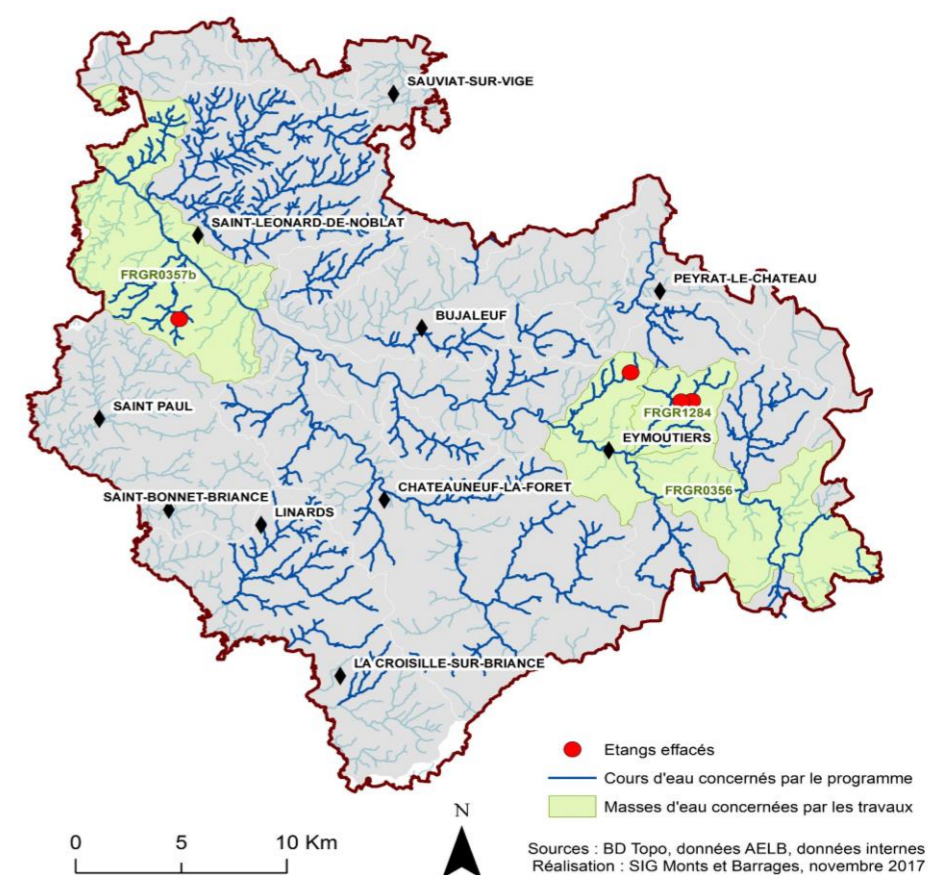 SAUVIAT-SUR-VIGE
SAINT-LEONARD-DE-NOBLAT
FRGR0357b
PEYRAT-LE-CHATEAU
BUJALEUF
SAINT PAUL
FRGR1284
EYMOUTIERS
CHATEAUNEUF-LA-FORET
FRGR0356
SAINT-BONNET-BRIANCE
LINARDS
LA CROISILLE-SUR-BRIANCE
Etangs effacés
Cours d'eau concernés par le programme
Masses d'eau concernées par les travaux
N
0 5 10 Km
Sources : BD Topo, données AELB, données internes
Réalisation : SIG Monts et Barrages, novembre 2017